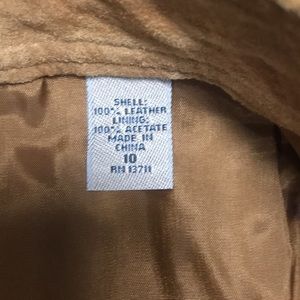 SHELL:
100% LEATHER
LINING:
100% ACETATE
MADE IN
CHINA
10
RN 13711